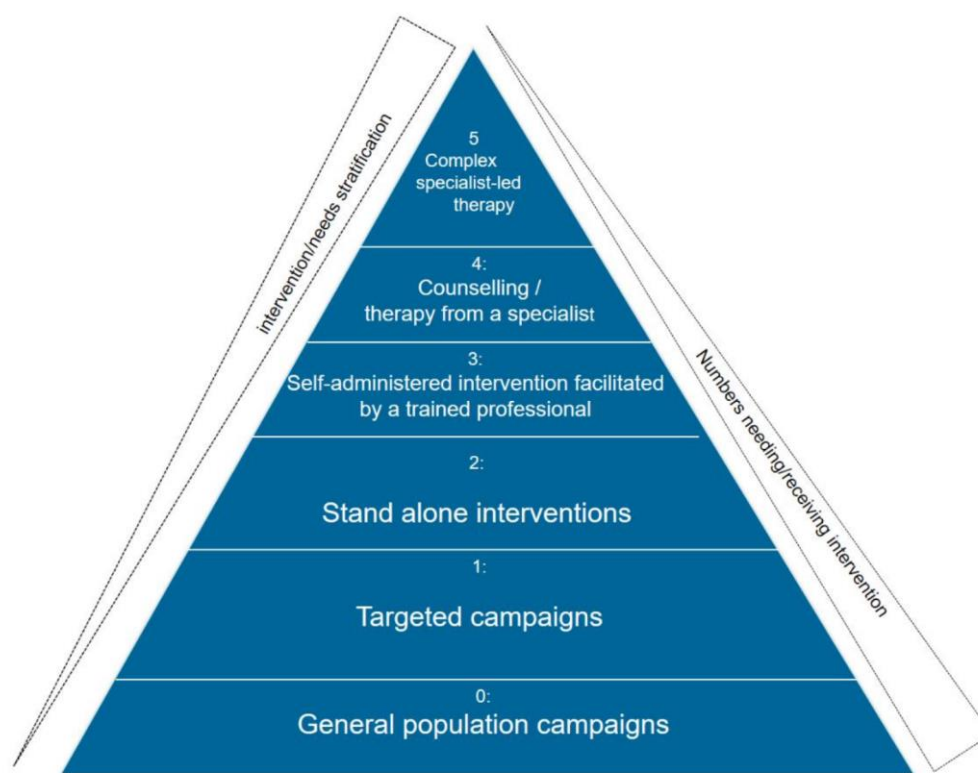 intervention/needs stratification
5
Complex
specialist-led
therapy
4:
Counselling /
therapy from a specialist
3:
Self-administered intervention facilitated
by a trained professional
2:
Stand alone interventions
1:
Targeted campaigns
0:
General population campaigns
Numbers needing/receiving intervention